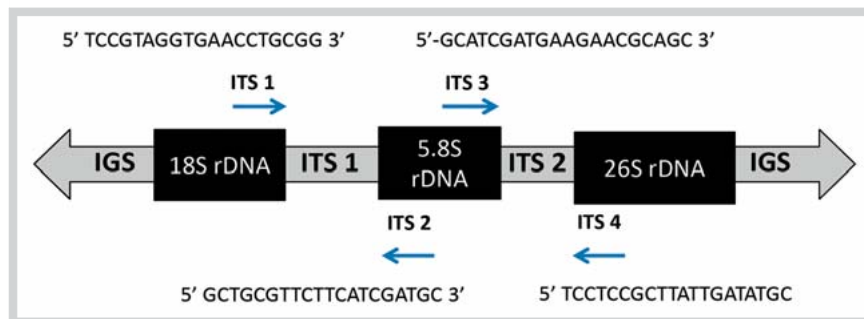 5’ TCCGTAGGTGAACCTGCGG 3’
5’-GCATCGATGAAGAACGCAGC 3’
ITS 1
ITS 3
IGS
18S rDNA
ITS 1
5.8S
rDNA
ITS 2
26S rDNA
IGS
ITS 2
ITS 4
5’ GCTGCGTTCTTCATCGATGC 3’
5’ TCCTCCGCTTATTGATATGC